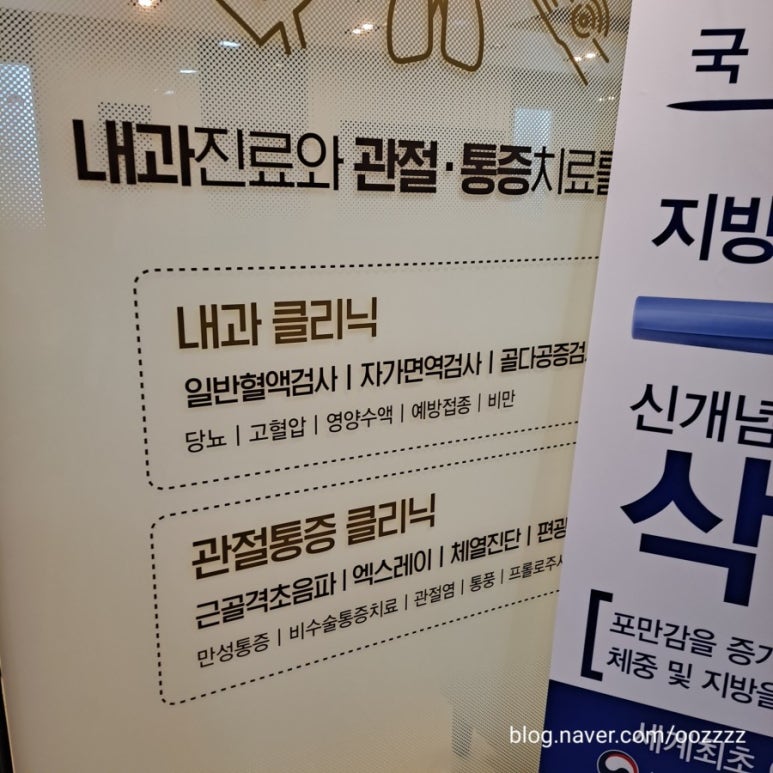 내과진료와 관절·통증치료를
내과 클리닉
일반혈액검사 | 자가면역검사 | 골다공증검
당뇨 | 고혈압 | 영양수액 | 예방접종 | 비만
관절통증 클리닉
근골격초음파 | 엑스레이 | 체열진단 | 편광
만성통증 | 비수술통증치료 | 관절염 | 통풍 | 프롤로주사
국
지방
신개념
삭
포만감을 증가
체중 및 지방을
세계최초
blog.naver.com/oozzzz